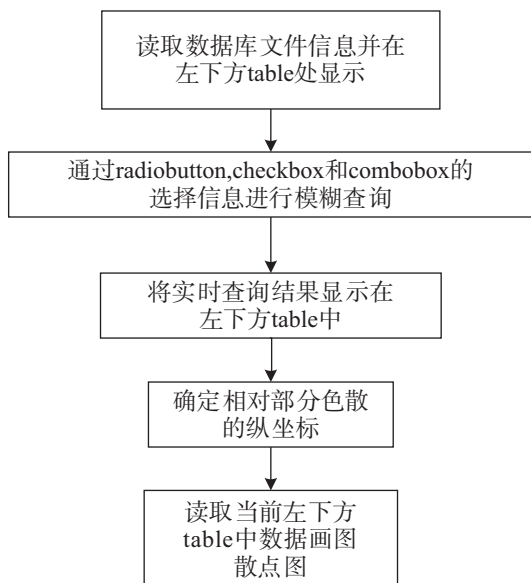 读取数据库文件信息并在
左下方table处显示
通过radiobutton,checkbox和combobox的
选择信息进行模糊查询
将实时查询结果显示在
左下方table中
确定相对部分色散
的纵坐标
读取当前左下方
table中数据画图
散点图